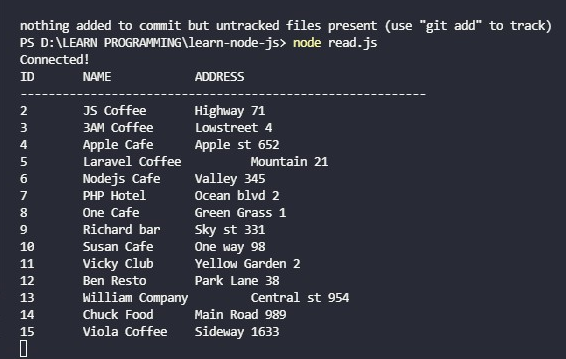 nothing added to commit but untracked files present (use "git add" to track)
PS D:\LEARN PROGRAMMING\learn-node-js> node read.js
Connected!
ID NAME ADDRESS
----------------------------------------------------------
2 JS Coffee Highway 71
3 3AM Coffee Lowstreet 4
4 Apple Cafe Apple st 652
5 Laravel Coffee Mountain 21
6 Nodejs Cafe Valley 345
7 PHP Hotel Ocean blvd 2
8 One Cafe Green Grass 1
9 Richard bar Sky st 331
10 Susan Cafe One way 98
11 Vicky Club Yellow Garden 2
12 Ben Resto Park Lane 38
13 William Company Central st 954
14 Chuck Food Main Road 989
15 Viola Coffee Sideway 1633